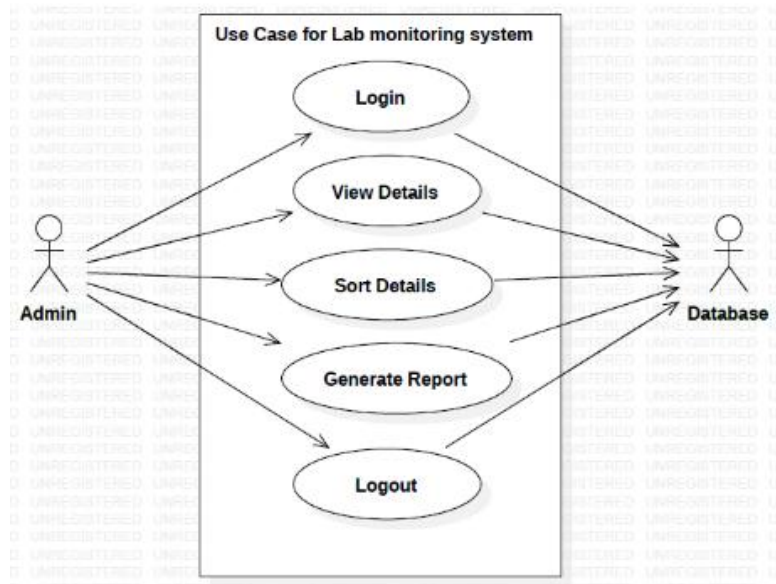 Use Case for Lab monitoring system
Login
View Details
Sort Details
Admin
Database
Generate Report
Logout